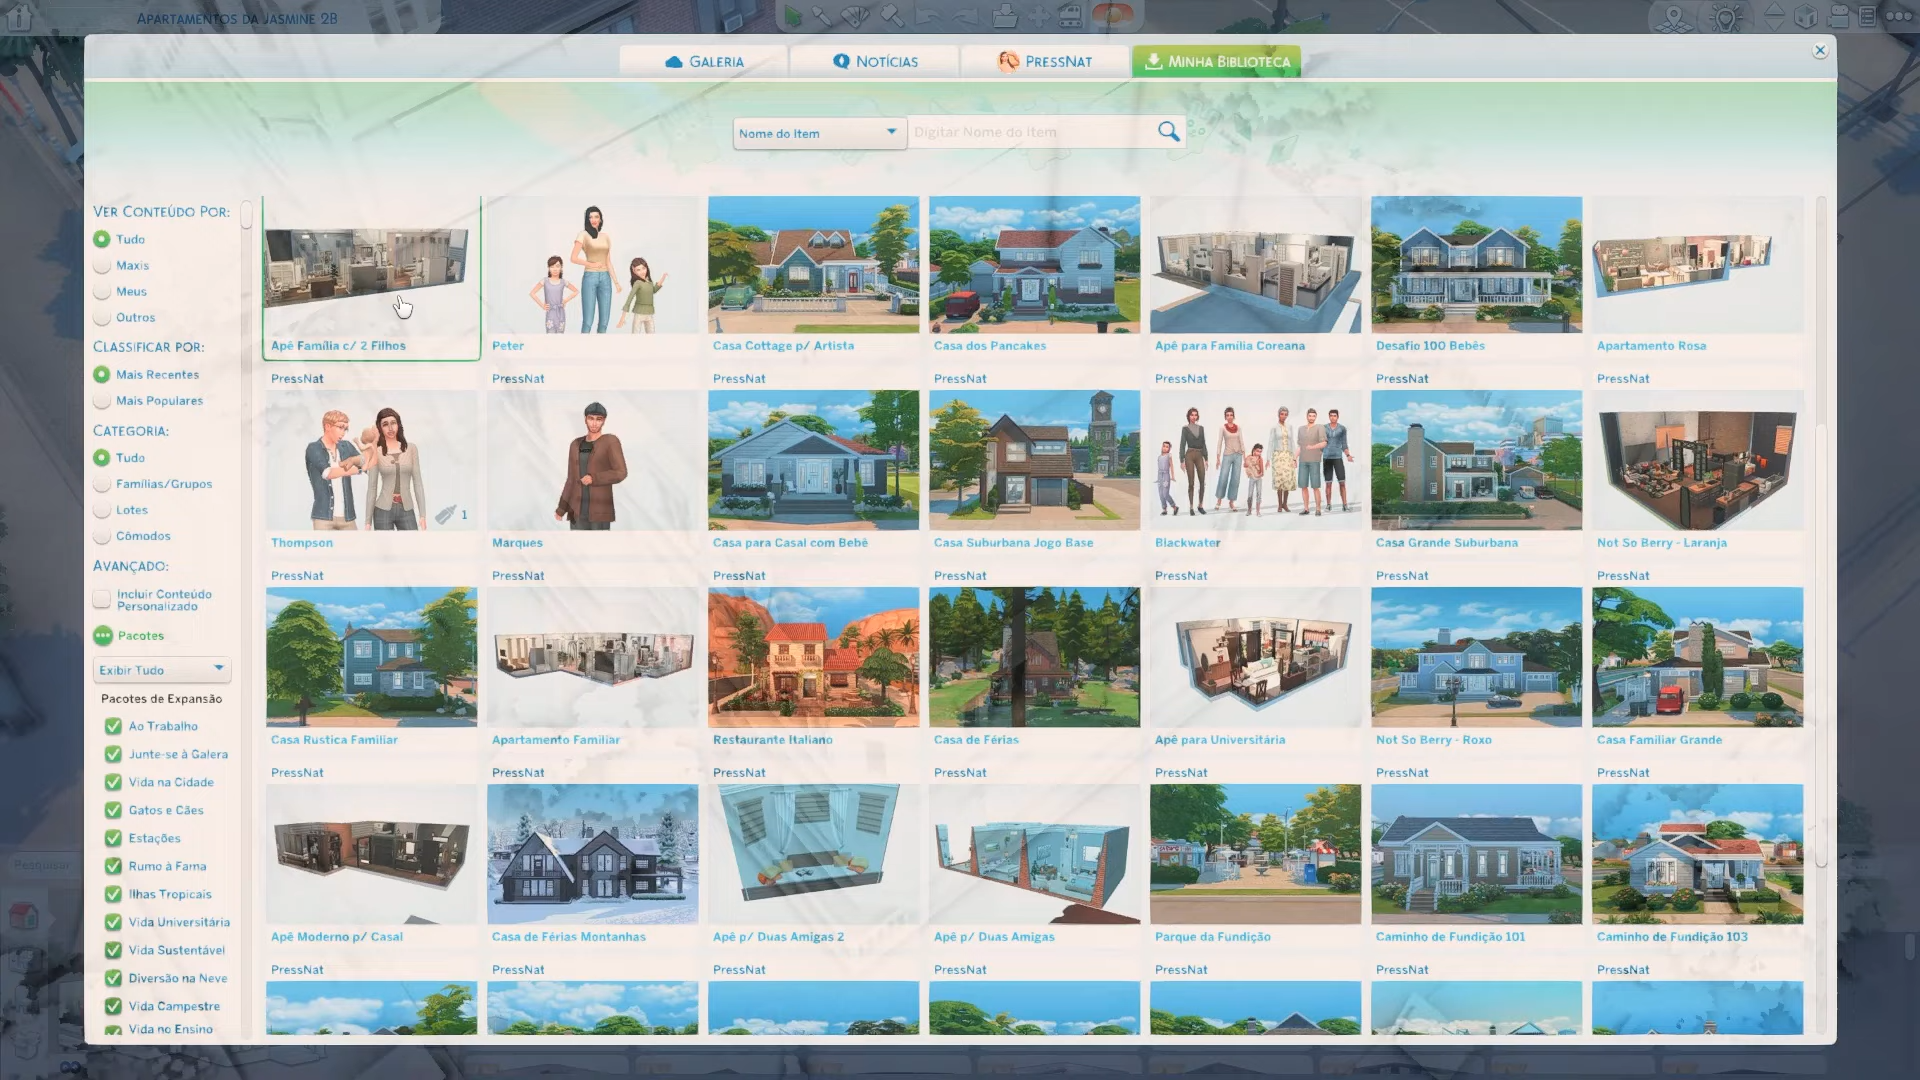 Apartamentos da Jasmine 2B
Galeria
Notícias
PressNat
Minha Biblioteca
Nome do Item
Digitar Nome do Item
Ver Conteúdo Por:
Tudo
Maxis
Meus
Outros
Classificar por:
Mais Recentes
Mais Populares
Categoria:
Tudo
Famílias/Grupos
Lotes
Cômodos
Avançado:
Incluir Conteúdo
Personalizado
Pacotes
Exibir Tudo
Pacotes de Expansão
Ao Trabalho
Junte-se à Galera
Vida na Cidade
Gatos e Cães
Estações
Rumo à Fama
Ilhas Tropicais
Vida Universitária
Vida Sustentável
Diversão na Neve
Vida Campestre
Vida no Ensino
Apê Família c/ 2 Filhos
PressNat
Peter
PressNat
Casa Cottage p/ Artista
PressNat
Casa dos Pancakes
PressNat
Apê para Família Coreana
PressNat
Desafio 100 Bebês
PressNat
Apartamento Rosa
PressNat
1
Thompson
PressNat
Marques
PressNat
Casa para Casal com Bebê
PressNat
Casa Suburbana Jogo Base
PressNat
Blackwater
PressNat
Casa Grande Suburbana
PressNat
Not So Berry - Laranja
PressNat
Casa Rustica Familiar
PressNat
Apartamento Familiar
PressNat
Restaurante Italiano
PressNat
Casa de Férias
PressNat
Apê para Universitária
PressNat
Not So Berry - Roxo
PressNat
Casa Familiar Grande
PressNat
Apê Moderno p/ Casal
PressNat
Casa de Férias Montanhas
PressNat
Apê p/ Duas Amigas 2
PressNat
Apê p/ Duas Amigas
PressNat
Parque da Fundição
PressNat
Caminho de Fundição 101
PressNat
Caminho de Fundição 103
PressNat
Pesquisar